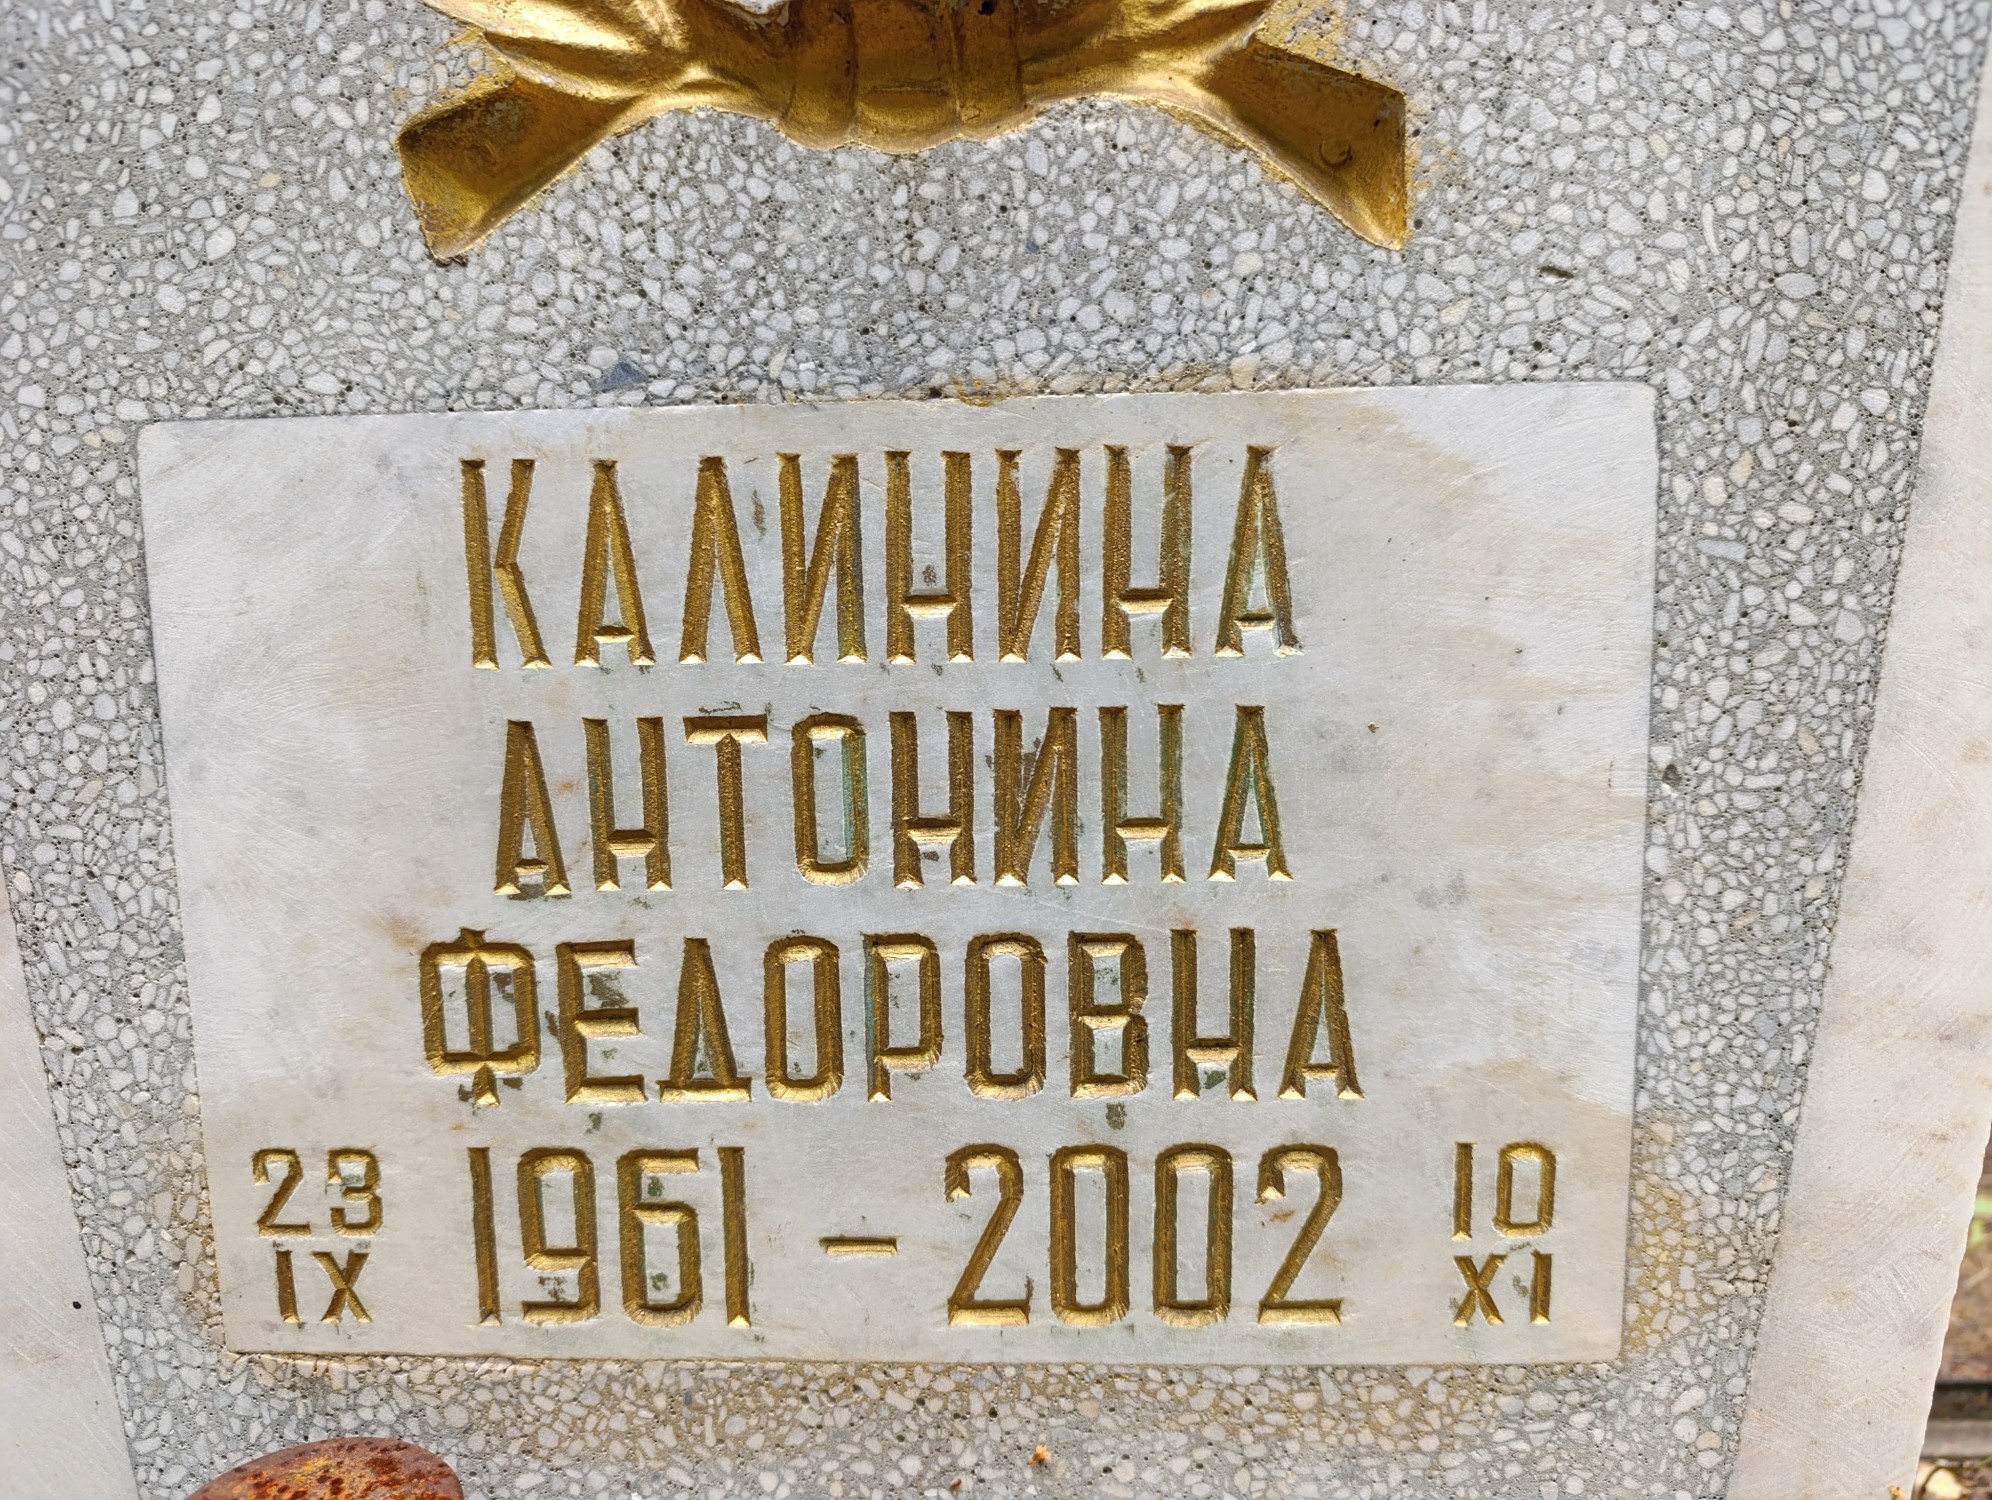 КАЛИНИНА
АНТОНИНА
ФЕДОРОВНА
23 IX 1961 – 2002 10 XI